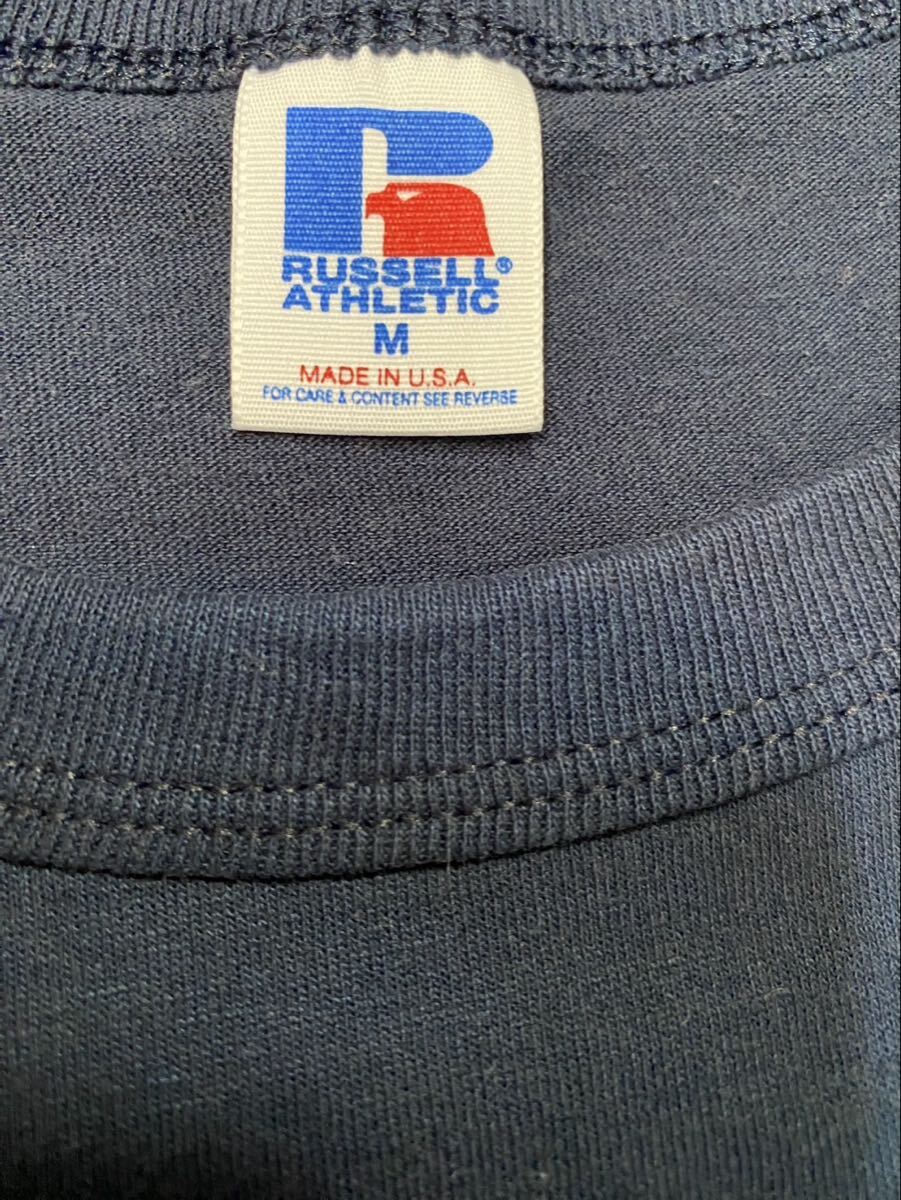 RUSSELL®
ATHLETIC
M
MADE IN U.S.A.
FOR CARE & CONTENT SEE REVERSE